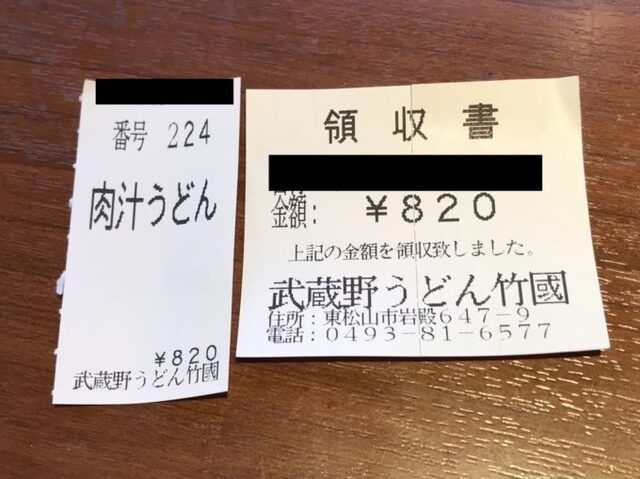 番号 224
肉汁うどん
¥820
武蔵野うどん竹國
領収書
金額: ¥820
上記の金額を領収致しました。
武蔵野うどん竹國
住所:東松山市岩殿647-9
電話:0493-81-6577